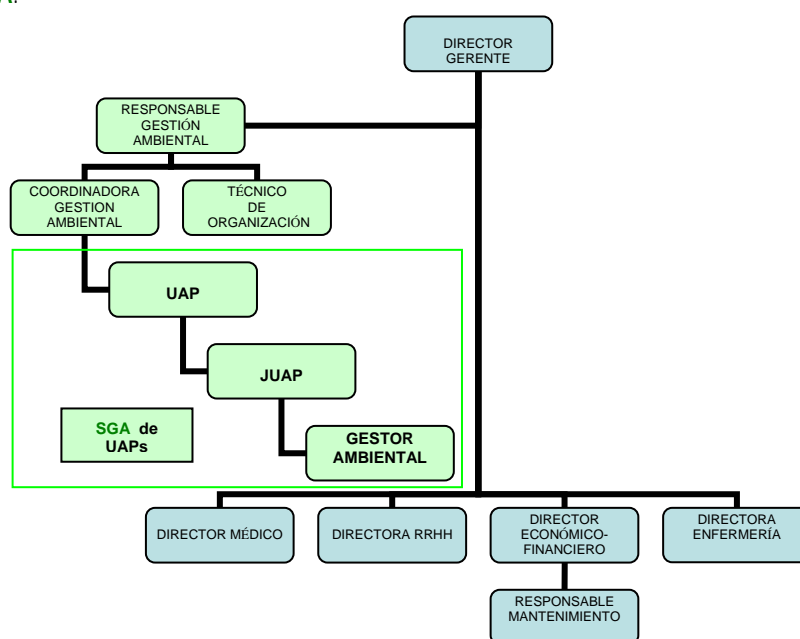 DIRECTOR
GERENTE
RESPONSABLE
GESTIÓN
AMBIENTAL
COORDINADORA
GESTION
AMBIENTAL
TÉCNICO
DE
ORGANIZACIÓN
UAP
JUAP
SGA de
UAPs
GESTOR
AMBIENTAL
DIRECTOR MÉDICO
DIRECTORA RRHH
DIRECTOR
ECONÓMICO-
FINANCIERO
DIRECTORA
ENFERMERÍA
RESPONSABLE
MANTENIMIENTO